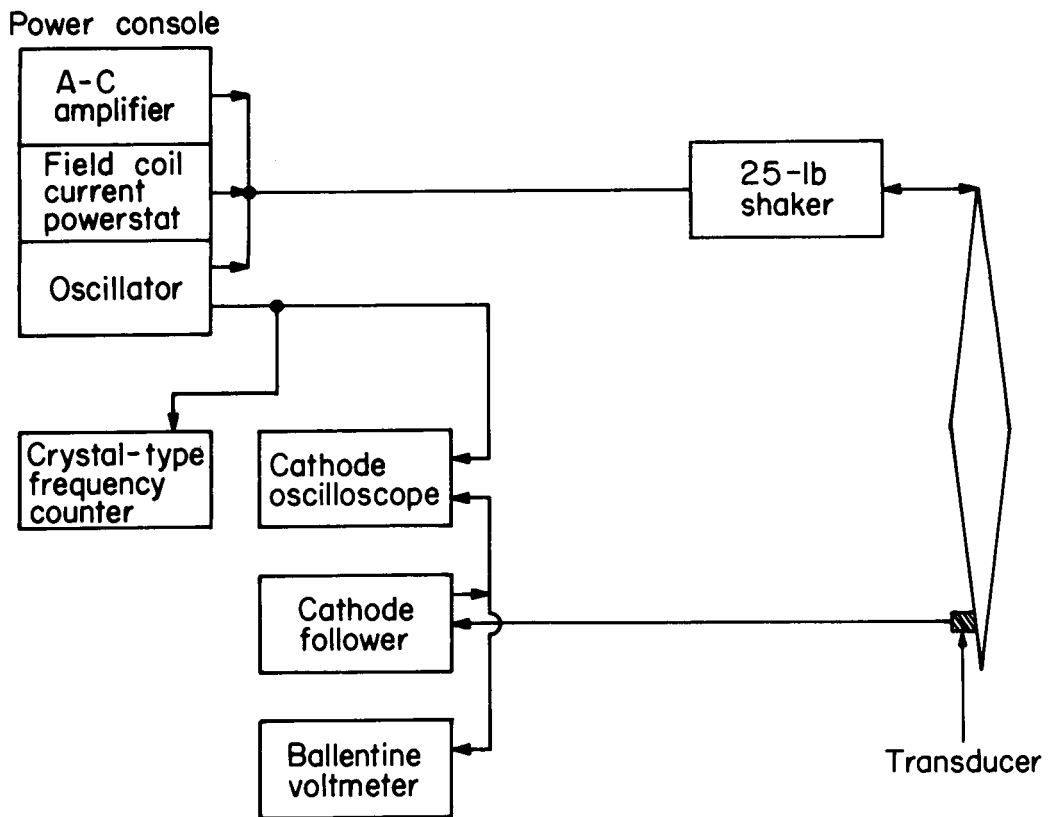 Power console
A-C
amplifier
Field coil
current
powerstat
Oscillator
25-lb
shaker
Crystal-type
frequency
counter
Cathode
oscilloscope
Cathode
follower
Ballentine
voltmeter
Transducer